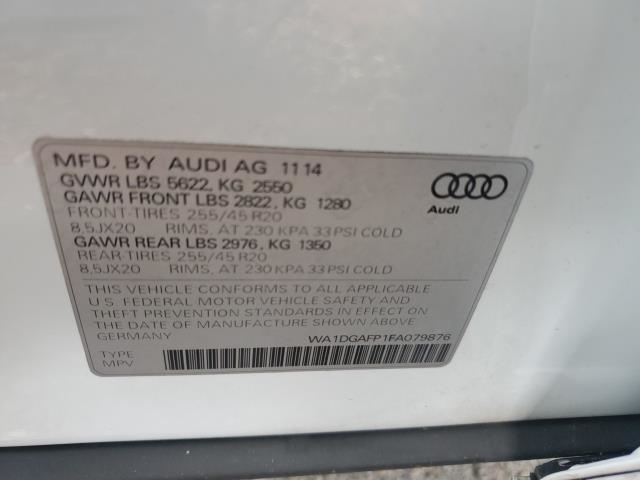 MFD. BY AUDI AG 11 14
GVWR LBS 5622, KG 2550
GAWR FRONT LBS 2822, KG 1280
FRONT-TIRES 255/45 R20
8,5JX20 RIMS, AT 230 KPA 33 PSI COLD
GAWR REAR LBS 2976, KG 1350
REAR-TIRES 255/45 R20
8,5JX20 RIMS, AT 230 KPA 33 PSI COLD
THIS VEHICLE CONFORMS TO ALL APPLICABLE
U.S. FEDERAL MOTOR VEHICLE SAFETY AND
THEFT PREVENTION STANDARDS IN EFFECT
ON THE DATE OF MANUFACTURE SHOWN ABOVE.
GERMANY WA1DGAFP1FA079876
TYPE
MPV
Audi